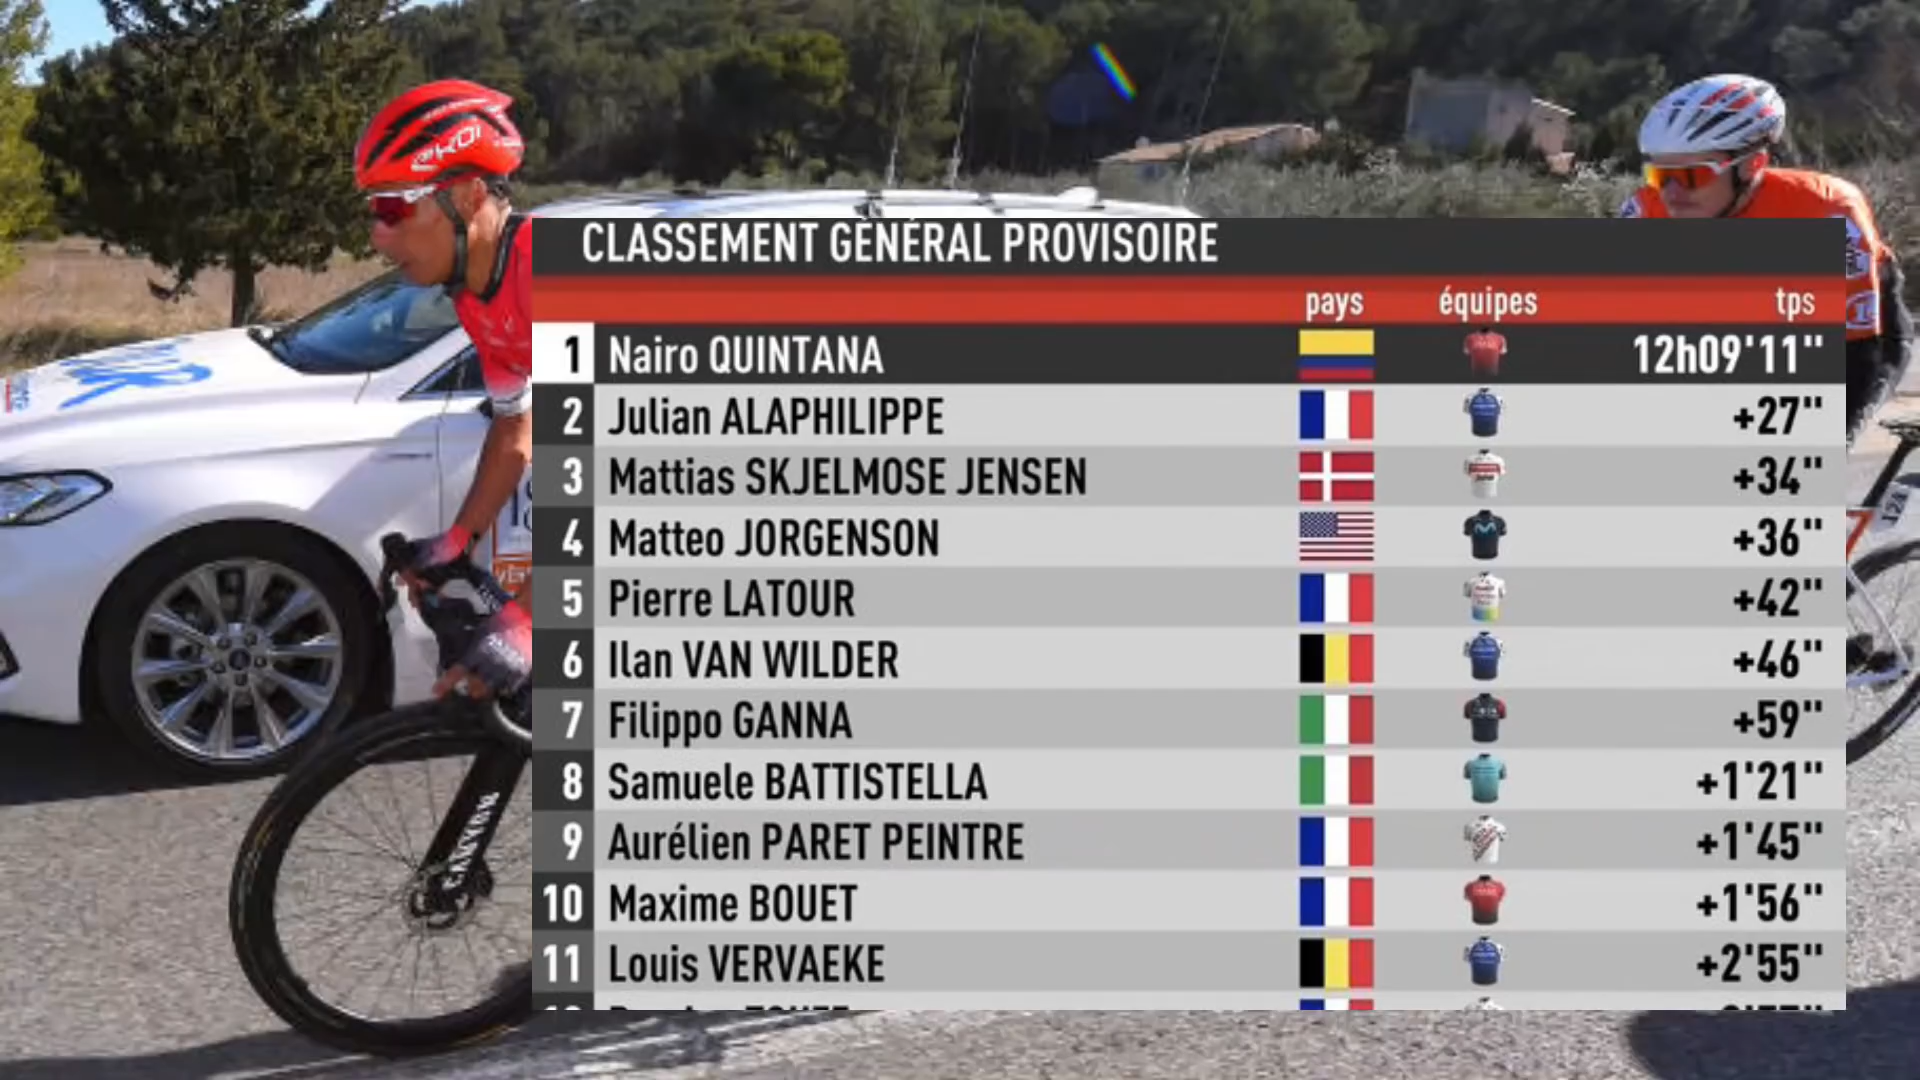 eKOI
CLASSEMENT GÉNÉRAL PROVISOIRE
pays équipes tps
1 Nairo QUINTANA 12h09'11"
2 Julian ALAPHILIPPE +27"
3 Mattias SKJELMOSE JENSEN +34"
4 Matteo JORGENSON +36"
5 Pierre LATOUR +42"
6 Ilan VAN WILDER +46"
7 Filippo GANNA +59"
8 Samuele BATTISTELLA +1'21"
9 Aurélien PARET PEINTRE +1'45"
10 Maxime BOUET +1'56"
11 Louis VERVAEKE +2'55"
CANYON